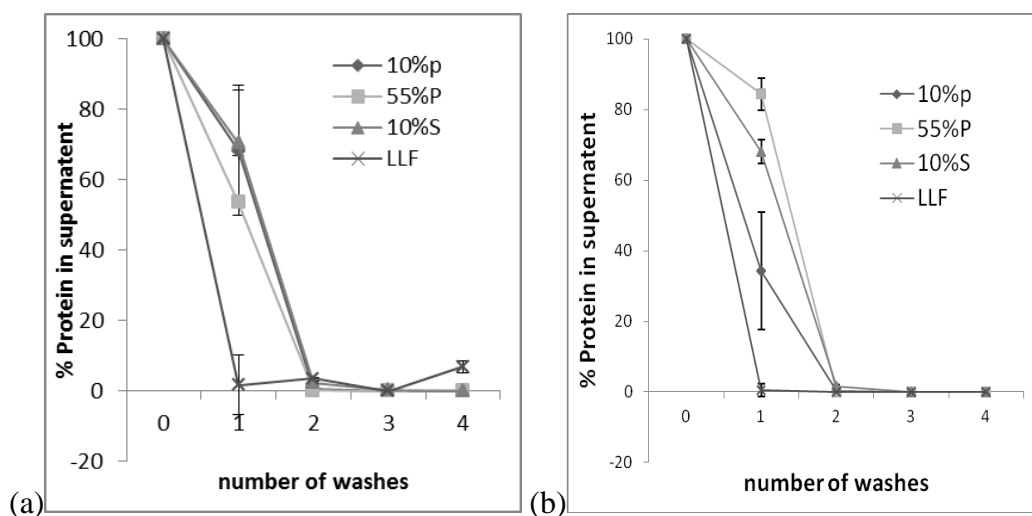 100
80
60
40
20
0
-20
% Protein in supernatent
0 1 2 3 4
number of washes
10%p
55%P
10%S
LLF
(a)
100
80
60
40
20
0
-20
% Protein in supernatent
0 1 2 3 4
number of washes
10%p
55%P
10%S
LLF
(b)